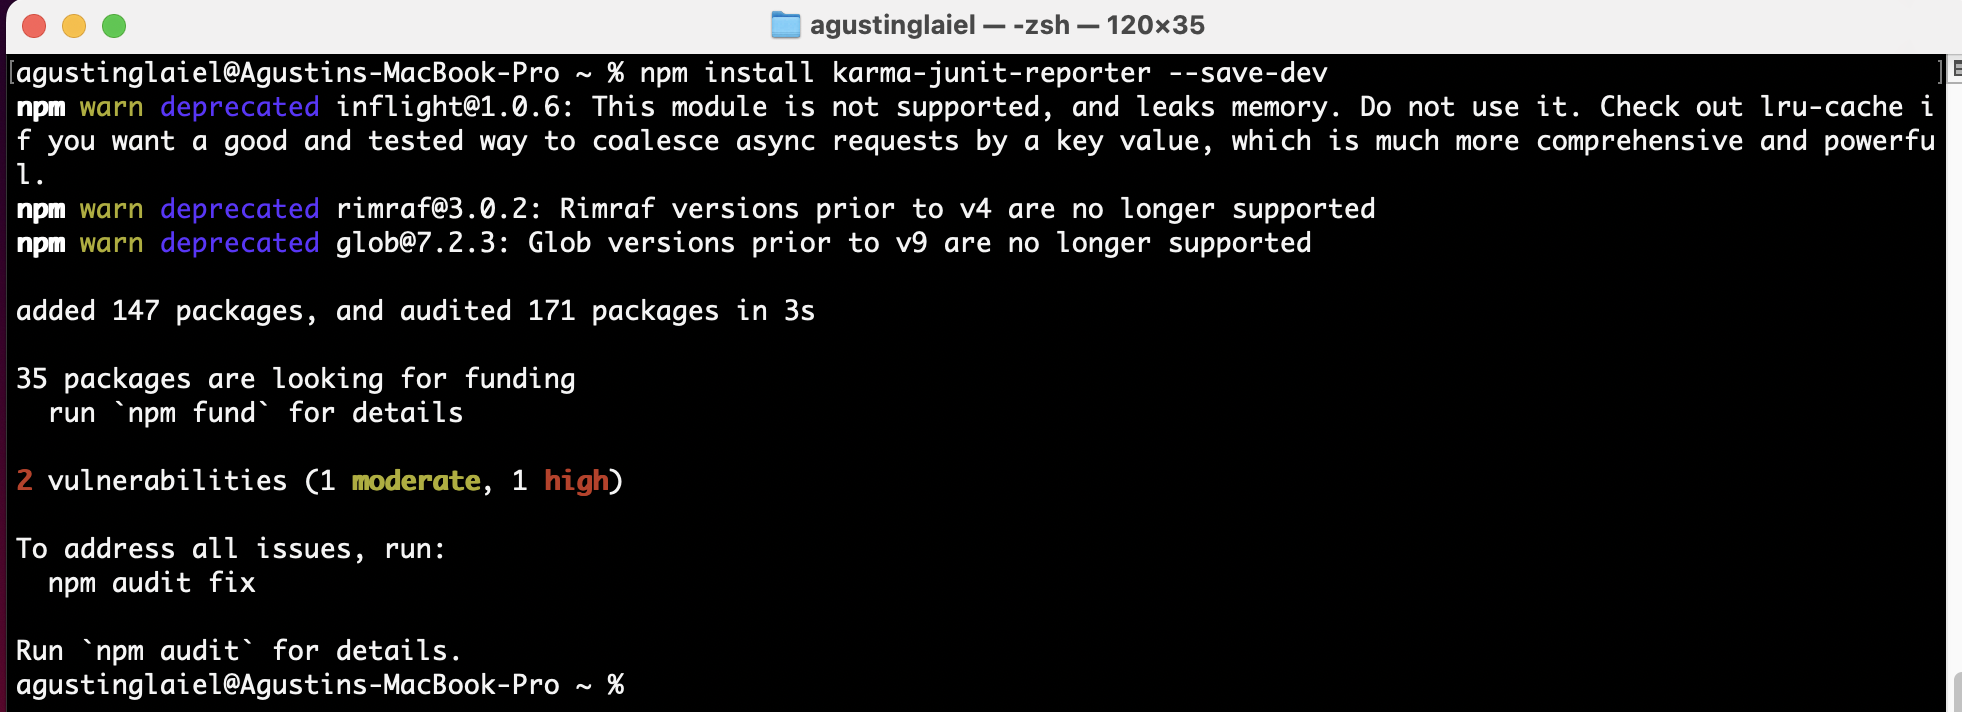 agustinglaiel — -zsh — 120×35
[agustinglaiel@Agustins-MacBook-Pro ~ % npm install karma-junit-reporter --save-dev ]
npm warn deprecated inflight@1.0.6: This module is not supported, and leaks memory. Do not use it. Check out lru-cache i
f you want a good and tested way to coalesce async requests by a key value, which is much more comprehensive and powerfu
l.
npm warn deprecated rimraf@3.0.2: Rimraf versions prior to v4 are no longer supported
npm warn deprecated glob@7.2.3: Glob versions prior to v9 are no longer supported
added 147 packages, and audited 171 packages in 3s
35 packages are looking for funding
  run `npm fund` for details
2 vulnerabilities (1 moderate, 1 high)
To address all issues, run:
  npm audit fix
Run `npm audit` for details.
agustinglaiel@Agustins-MacBook-Pro ~ %